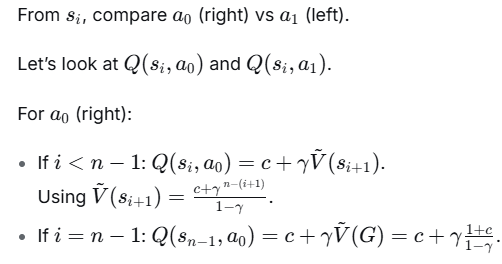 From $s_i$, compare $a_0$ (right) vs $a_1$ (left).
Let’s look at $Q(s_i, a_0)$ and $Q(s_i, a_1)$.
For $a_0$ (right):
• If $i < n - 1$: $Q(s_i, a_0) = c + \gamma \tilde{V}(s_{i+1})$.
Using $\tilde{V}(s_{i+1}) = \frac{c + \gamma^{n-(i+1)}}{1-\gamma}$.
• If $i = n - 1$: $Q(s_{n-1}, a_0) = c + \gamma \tilde{V}(G) = c + \gamma \frac{1+c}{1-\gamma}$.